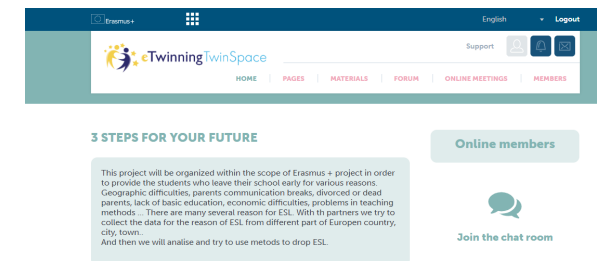 Erasmus+
English
Logout
Support
eTwinningTwinSpace
HOME
PAGES
MATERIALS
FORUM
ONLINE MEETINGS
MEMBERS
3 STEPS FOR YOUR FUTURE
This project will be organized within the scope of Erasmus + project in order
to provide the students who leave their school early for various reasons.
Geographic difficulties, parents communication breaks, divorced or dead
parents, lack of basic education, economic difficulties, problems in teaching
methods ... There are many several reason for ESL. With th partners we try to
collect the data for the reason of ESL from different part of Europen country,
city, town..
And then we will analise and try to use metods to drop ESL.
Online members
Join the chat room